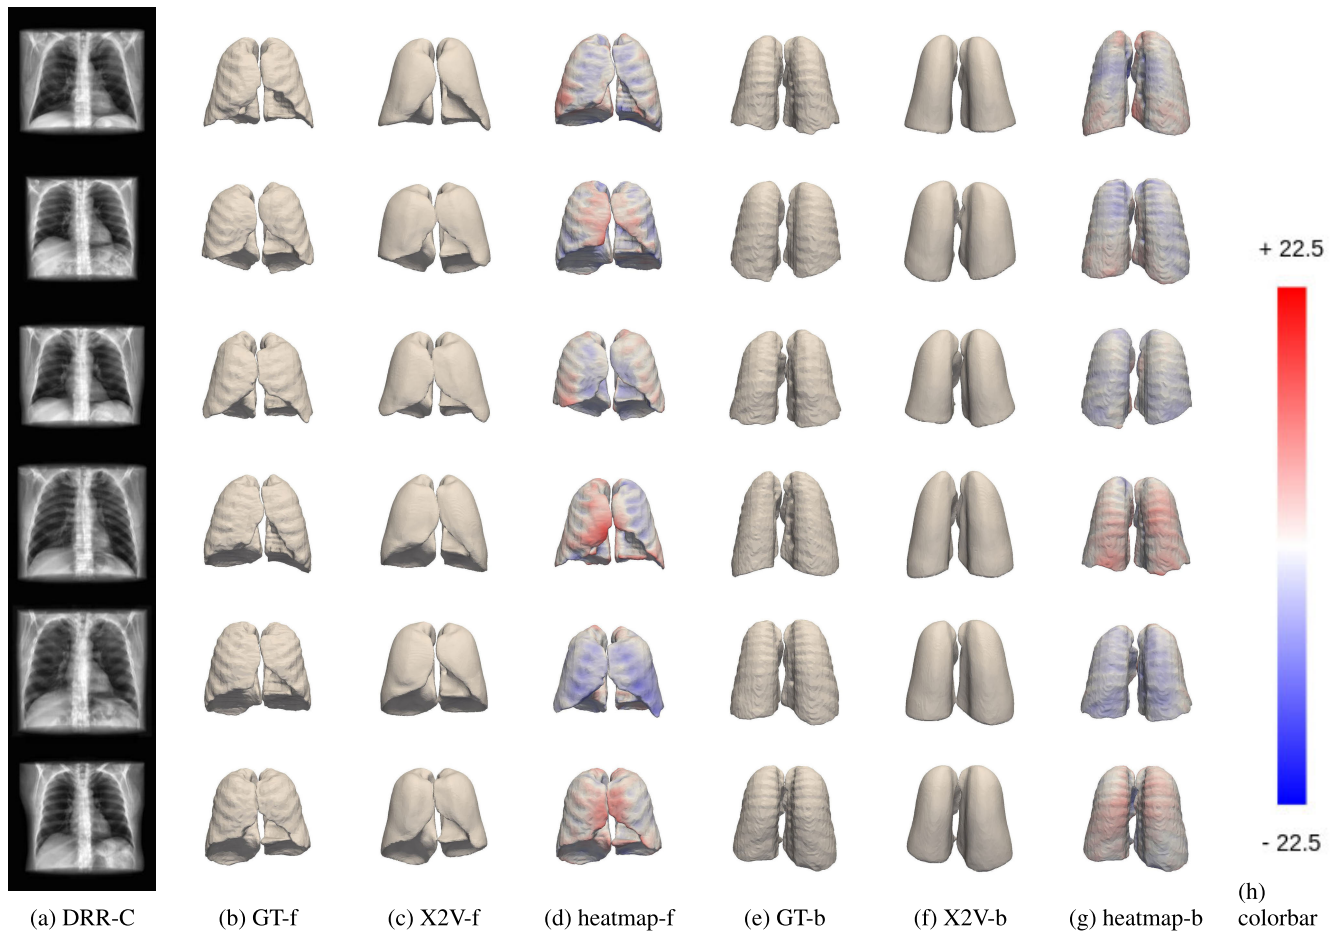 + 22.5
- 22.5
(a) DRR-C
(b) GT-f
(c) X2V-f
(d) heatmap-f
(e) GT-b
(f) X2V-b
(g) heatmap-b
(h)
colorbar